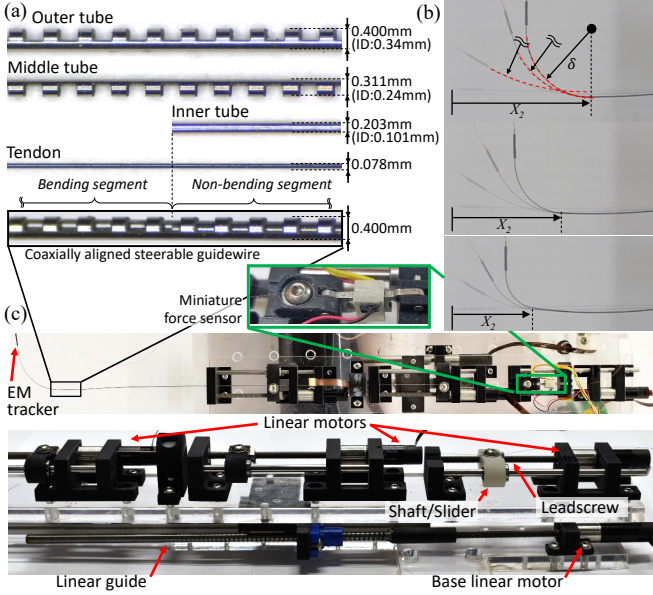 (a)
Outer tube
0.400mm
(ID:0.34mm)
Middle tube
0.311mm
(ID:0.24mm)
Inner tube
0.203mm
(ID:0.101mm)
Tendon
0.078mm
Bending segment
Non-bending segment
0.400mm
Coaxially aligned steerable guidewire
(b)
δ
X₂
X₂
X₂
Miniature
force sensor
(c)
EM
tracker
Linear motors
Shaft/Slider
Leadscrew
Linear guide
Base linear motor